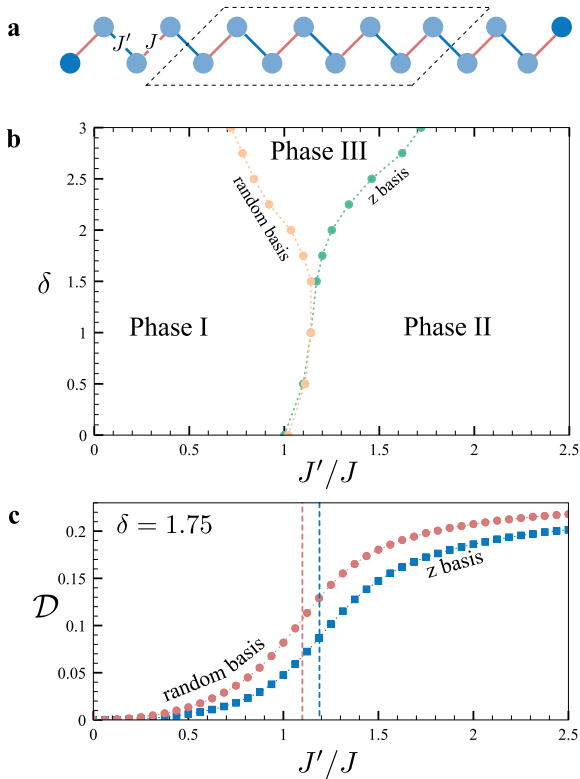 a
J′ J
b
3
2.5
2
1.5
1
0.5
0
δ
Phase III
random basis
z basis
Phase I
Phase II
0 0.5 1 1.5 2 2.5
J′/J
c
δ = 1.75
0.2
0.15
0.1
0.05
0
𝒟
random basis
z basis
0 0.5 1 1.5 2 2.5
J′/J